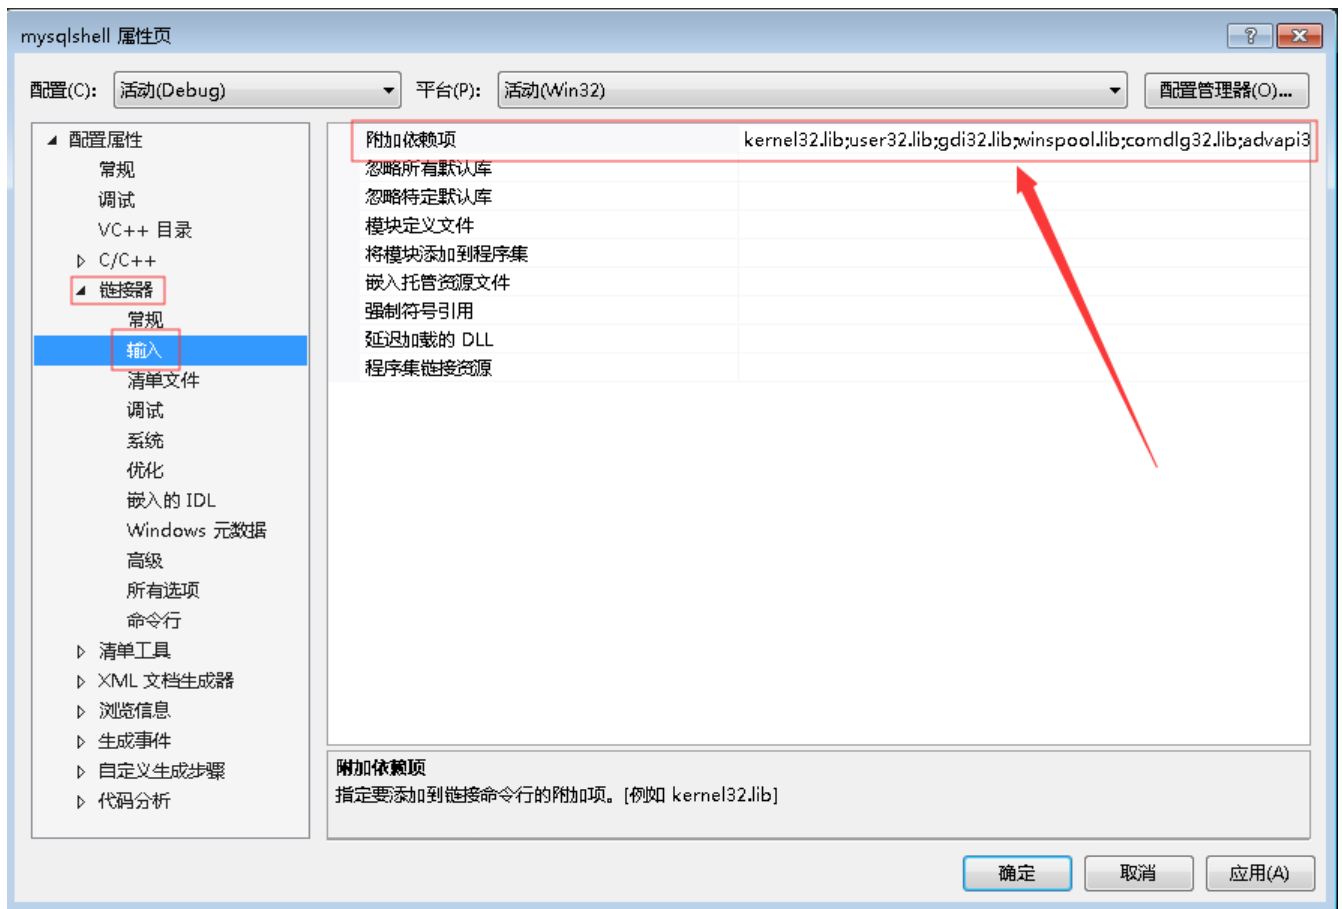 mysqlshell 属性页
配置(C): 活动(Debug) 平台(P): 活动(Win32) 配置管理器(O)...
配置属性
常规
调试
VC++ 目录
C/C++
链接器
常规
输入
清单文件
调试
系统
优化
嵌入的 IDL
Windows 元数据
高级
所有选项
命令行
清单工具
XML 文档生成器
浏览信息
生成事件
自定义生成步骤
代码分析
附加依赖项 kernel32.lib;user32.lib;gdi32.lib;winspool.lib;comdlg32.lib;advapi3
忽略所有默认库
忽略特定默认库
模块定义文件
将模块添加到程序集
嵌入托管资源文件
强制符号引用
延迟加载的 DLL
程序集链接资源
附加依赖项
指定要添加到链接命令行的附加项。[例如 kernel32.lib]
确定 取消 应用(A)